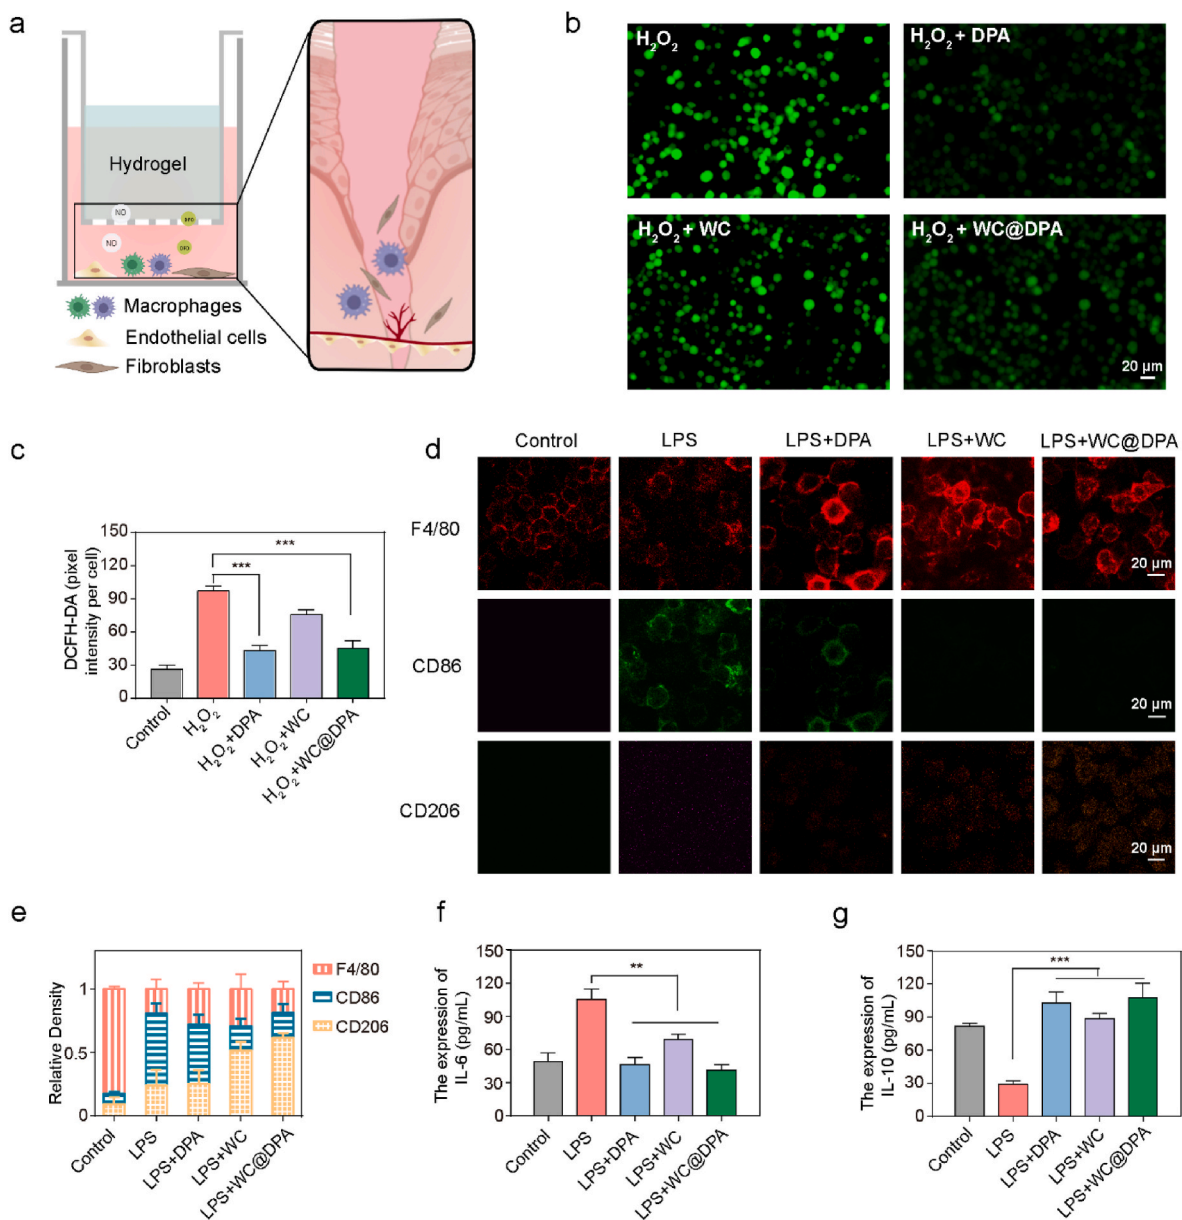 a
Hydrogel
NO
NO
Macrophages
Endothelial cells
Fibroblasts
b
H₂O₂
H₂O₂ + DPA
H₂O₂ + WC
H₂O₂ + WC@DPA
20 μm
c
DCFH-DA (pixel
intensity per cell)
150
120
90
60
30
0
***
***
Control
H₂O₂
H₂O₂+DPA
H₂O₂+WC
H₂O₂+WC@DPA
d
Control
LPS
LPS+DPA
LPS+WC
LPS+WC@DPA
F4/80
20 μm
CD86
20 μm
CD206
20 μm
e
Relative Density
1
0.5
0
F4/80
CD86
CD206
Control
LPS
LPS+DPA
LPS+WC
LPS+WC@DPA
f
The expression of
IL-6 (pg/mL)
150
120
90
60
30
0
**
Control
LPS
LPS+DPA
LPS+WC
LPS+WC@DPA
g
The expression of
IL-10 (pg/mL)
150
120
90
60
30
0
***
Control
LPS
LPS+DPA
LPS+WC
LPS+WC@DPA